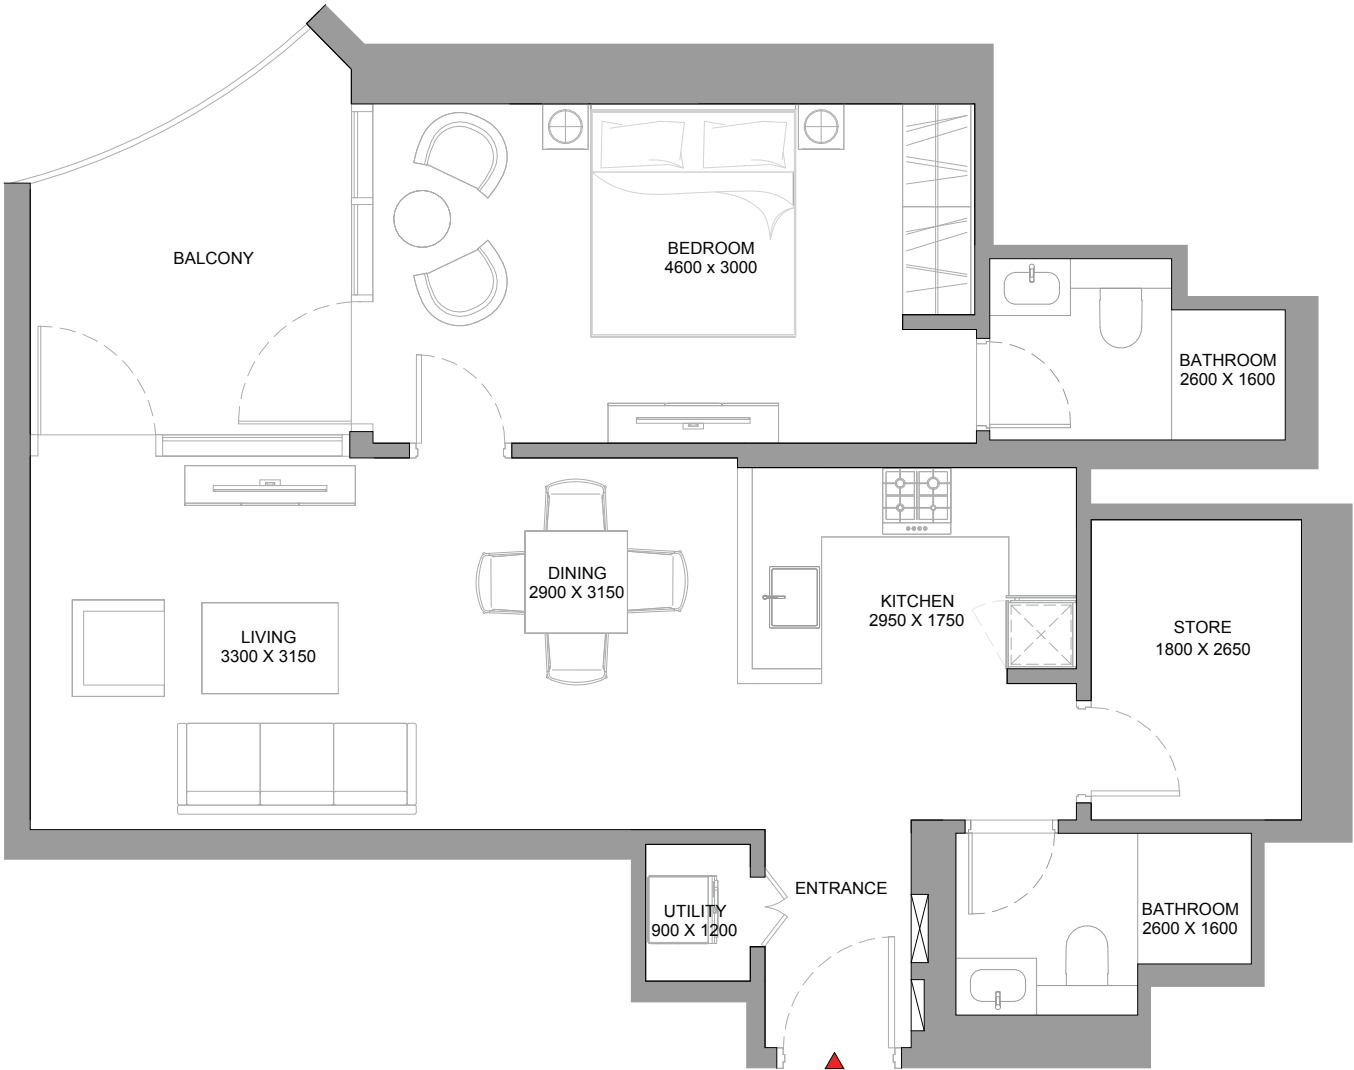 BALCONY
BEDROOM
4600 x 3000
BATHROOM
2600 X 1600
DINING
2900 X 3150
KITCHEN
2950 X 1750
LIVING
3300 X 3150
STORE
1800 X 2650
ENTRANCE
UTILITY
900 X 1200
BATHROOM
2600 X 1600